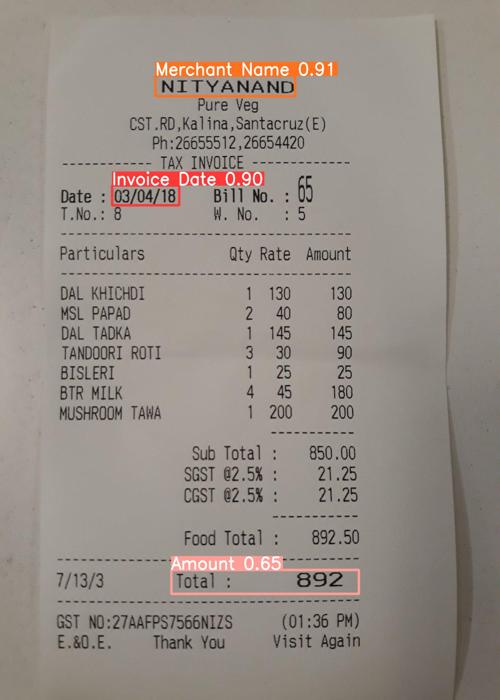 Merchant Name 0.91
NITYANAND
Pure Veg
CST.RD,Kalina,Santacruz(E)
Ph:26655512,26654420
------------ TAX INVOICE -------------
Invoice Date 0.90
Date : 03/04/18 Bill No. : 65
T.No.: 8 W. No. : 5
Particulars Qty Rate Amount
DAL KHICHDI 1 130 130
MSL PAPAD 2 40 80
DAL TADKA 1 145 145
TANDOORI ROTI 3 30 90
BISLERI 1 25 25
BTR MILK 4 45 180
MUSHROOM TAWA 1 200 200
Sub Total : 850.00
SGST @2.5% : 21.25
CGST @2.5% : 21.25
Food Total : 892.50
Amount 0.65
7/13/3 Total : 892
GST NO:27AAFPS7566NIZS (01:36 PM)
E.&O.E. Thank You Visit Again